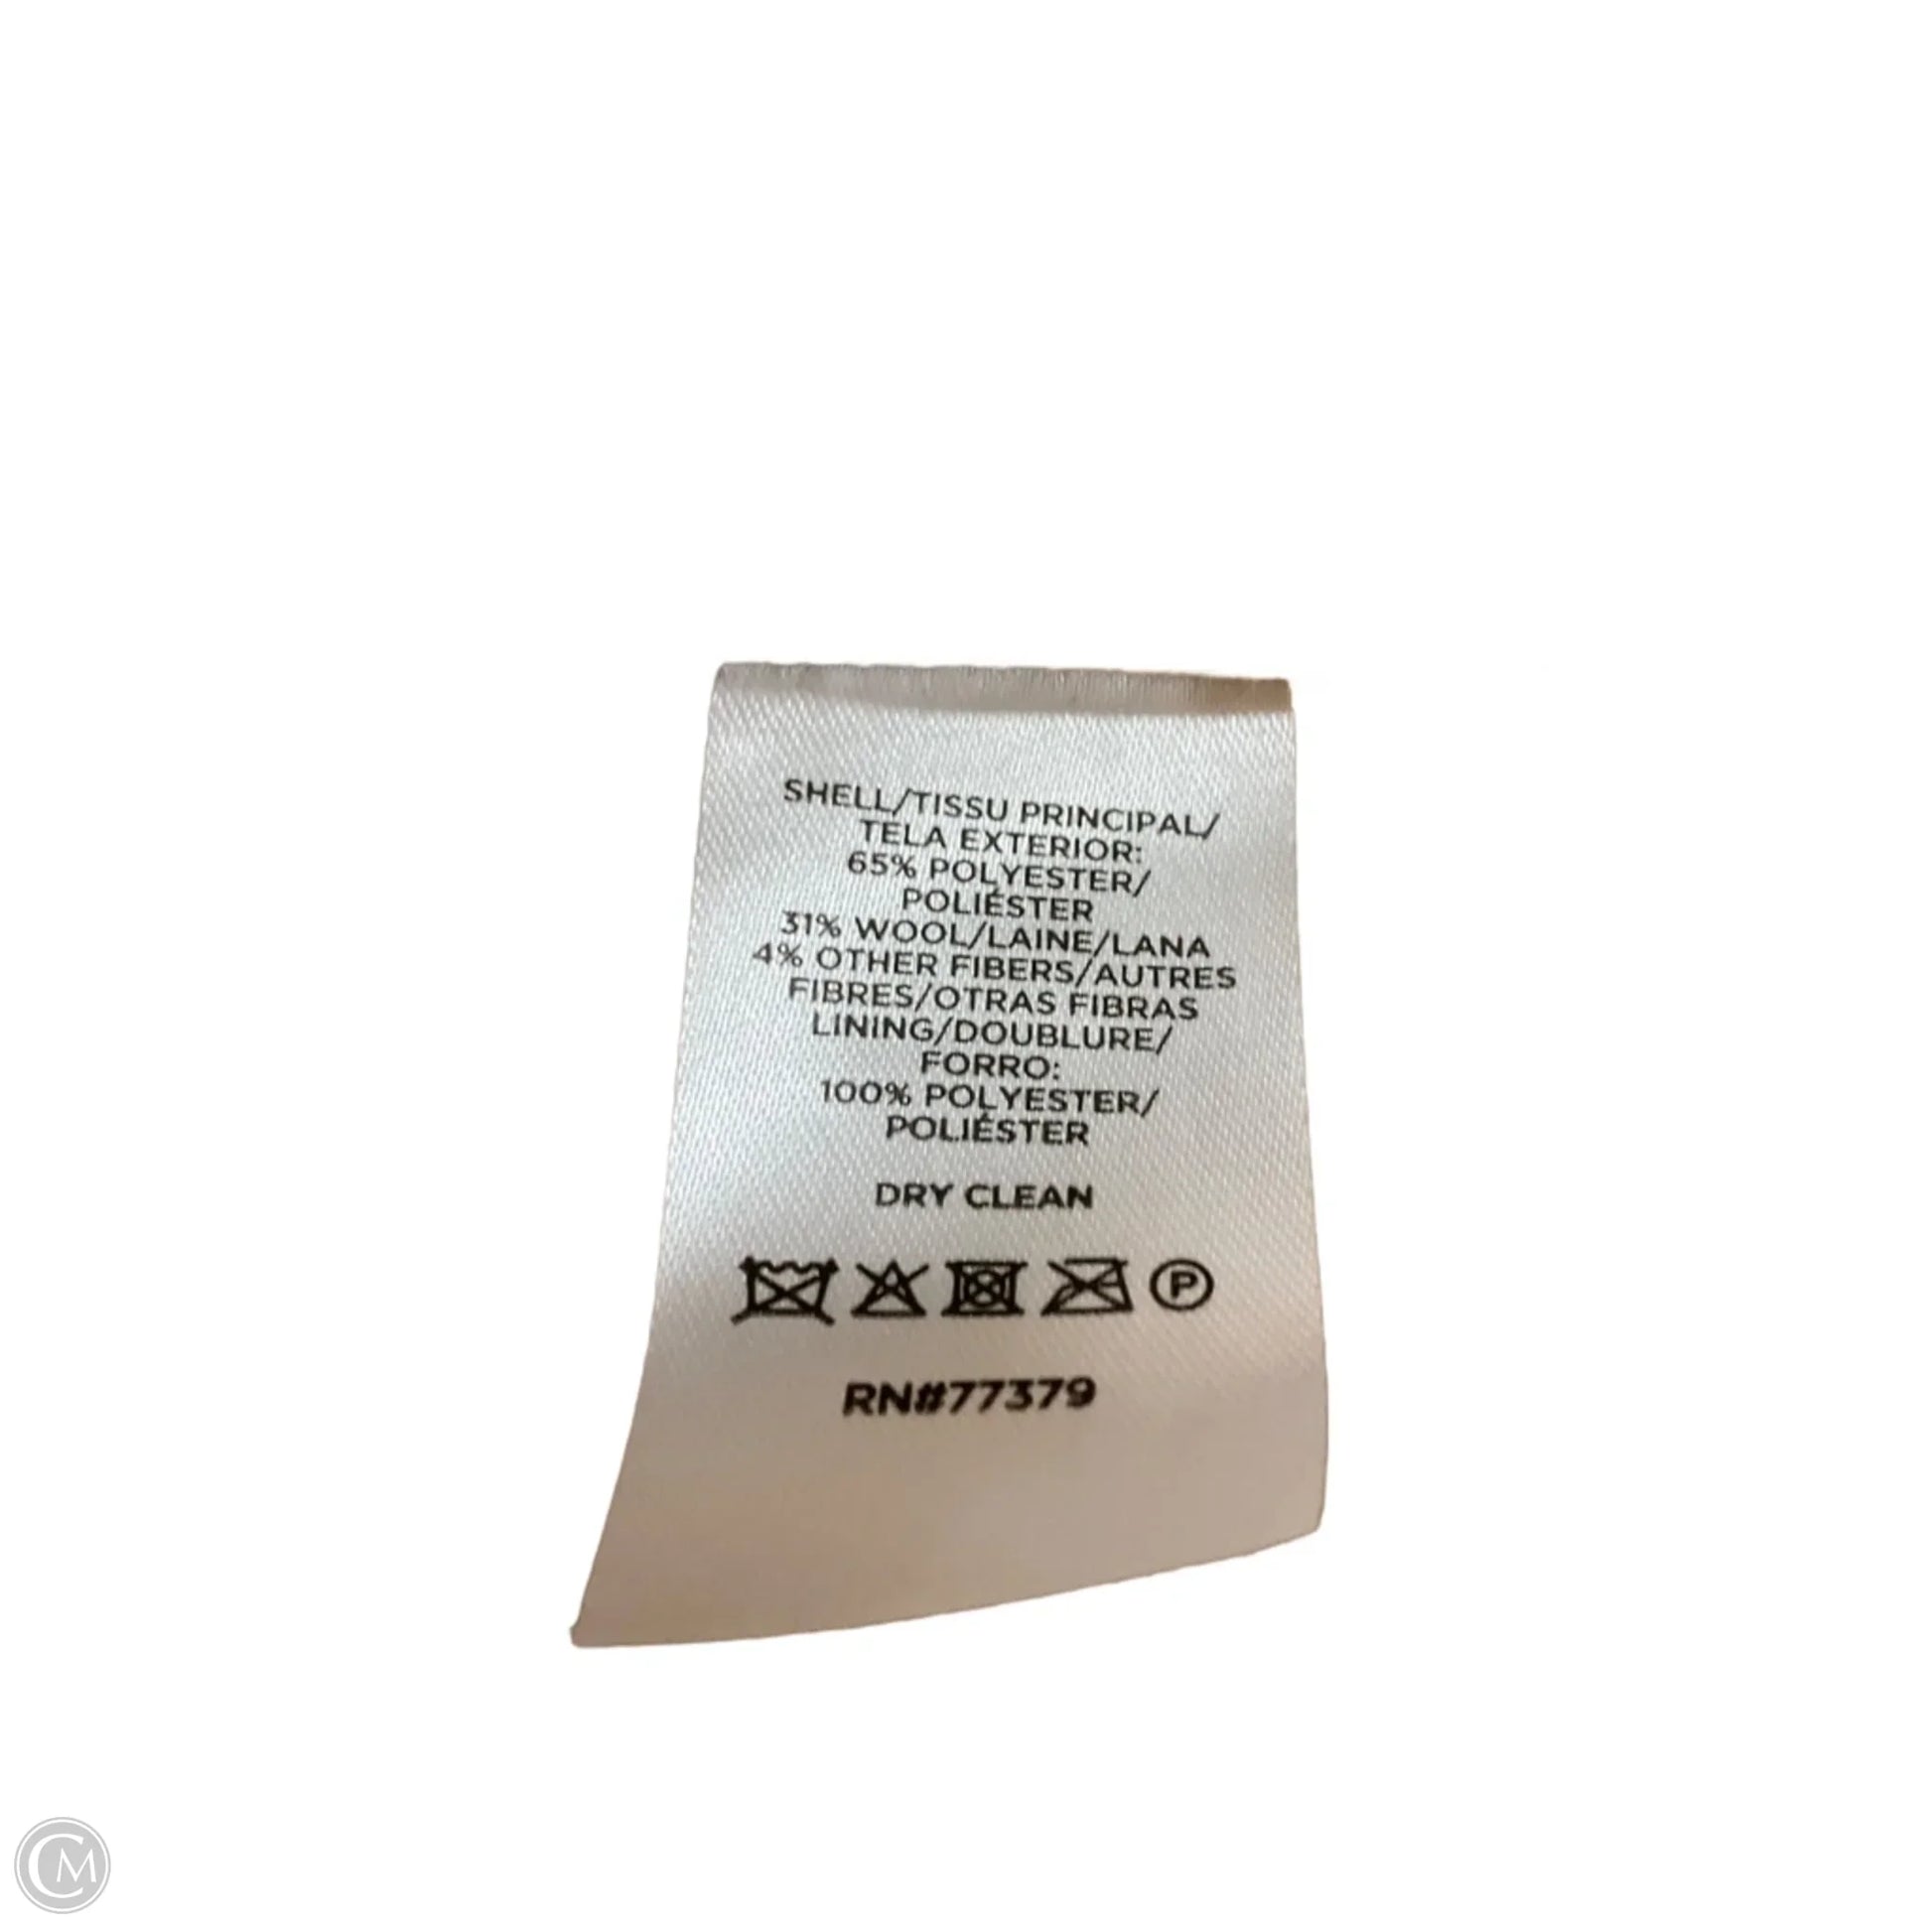 SHELL/TISSU PRINCIPAL/
TELA EXTERIOR:
65% POLYESTER/
POLIÉSTER
31% WOOL/LAINE/LANA
4% OTHER FIBERS/AUTRES
FIBRES/OTRAS FIBRAS
LINING/DOUBLURE/
FORRO:
100% POLYESTER/
POLIÉSTER
DRY CLEAN
P
RN#77379
CM